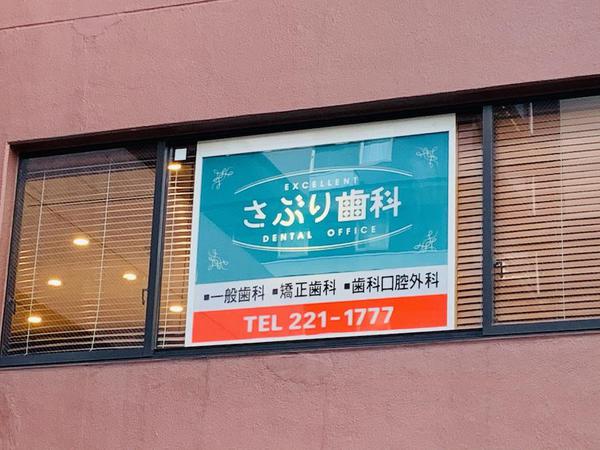 EXCELLENT
さぶり歯科
DENTAL OFFICE
■一般歯科 ■矯正歯科 ■歯科口腔外科
TEL 221-1777